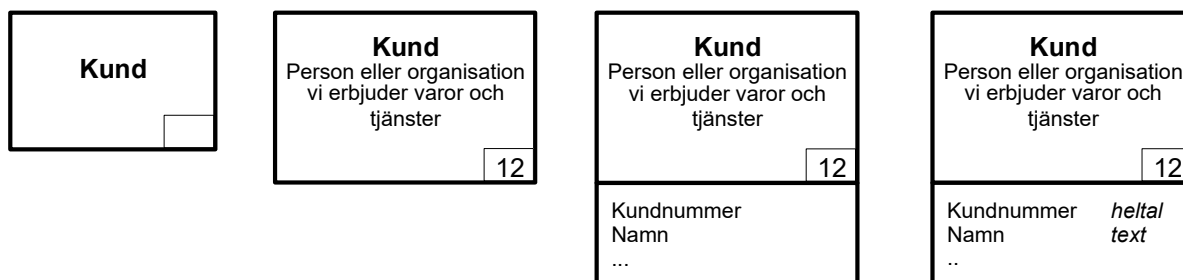 Kund
Kund
Person eller organisation
vi erbjuder varor och
tjänster
12
Kund
Person eller organisation
vi erbjuder varor och
tjänster
12
Kundnummer
Namn
...
Kund
Person eller organisation
vi erbjuder varor och
tjänster
12
Kundnummer heltal
Namn text
..